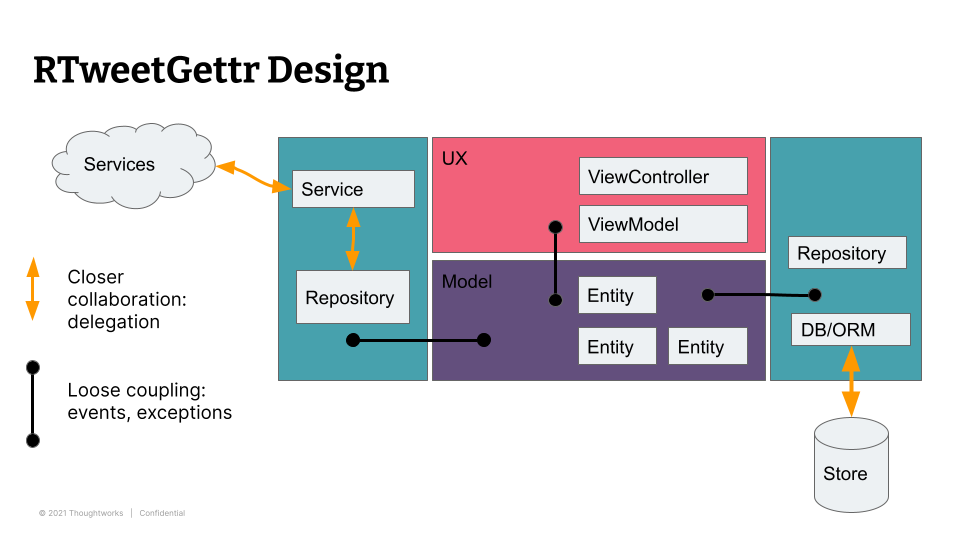 RTweetGettr Design
Services
Service
Repository
UX
ViewController
ViewModel
Model
Entity
Entity
Entity
Repository
DB/ORM
Store
Closer
collaboration:
delegation
Loose coupling:
events, exceptions
© 2021 Thoughtworks | Confidential